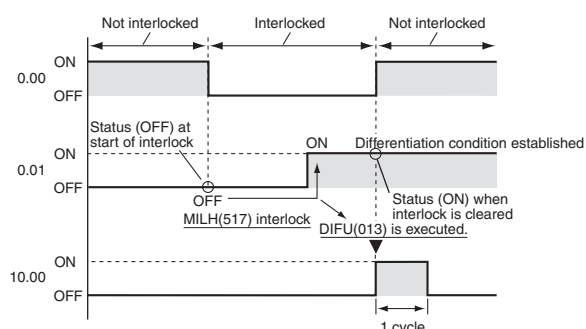 Not interlocked
Interlocked
Not interlocked
ON
0.00
OFF
Status (OFF) at
start of interlock
ON
Differentiation condition established
ON
0.01
OFF
OFF
Status (ON) when
interlock is cleared
MILH(517) interlock
DIFU(013) is executed.
ON
10.00
OFF
1 cycle